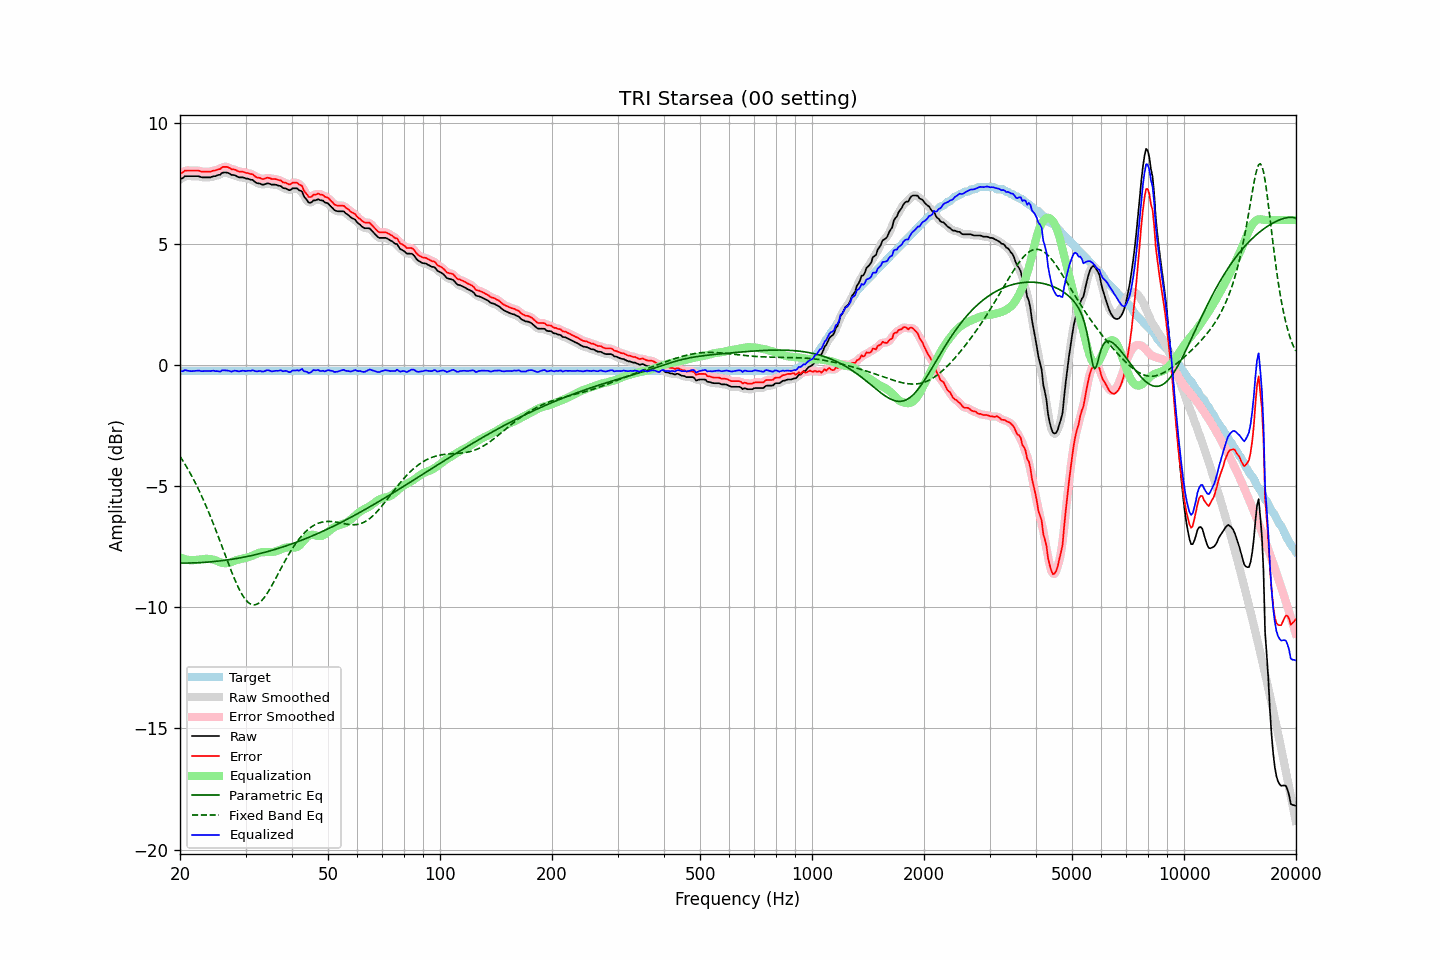 TRI Starsea (00 setting)
10
5
0
−5
−10
−15
−20
Amplitude (dBr)
Target
Raw Smoothed
Error Smoothed
Raw
Error
Equalization
Parametric Eq
Fixed Band Eq
Equalized
20 50 100 200 500 1000 2000 5000 10000 20000
Frequency (Hz)